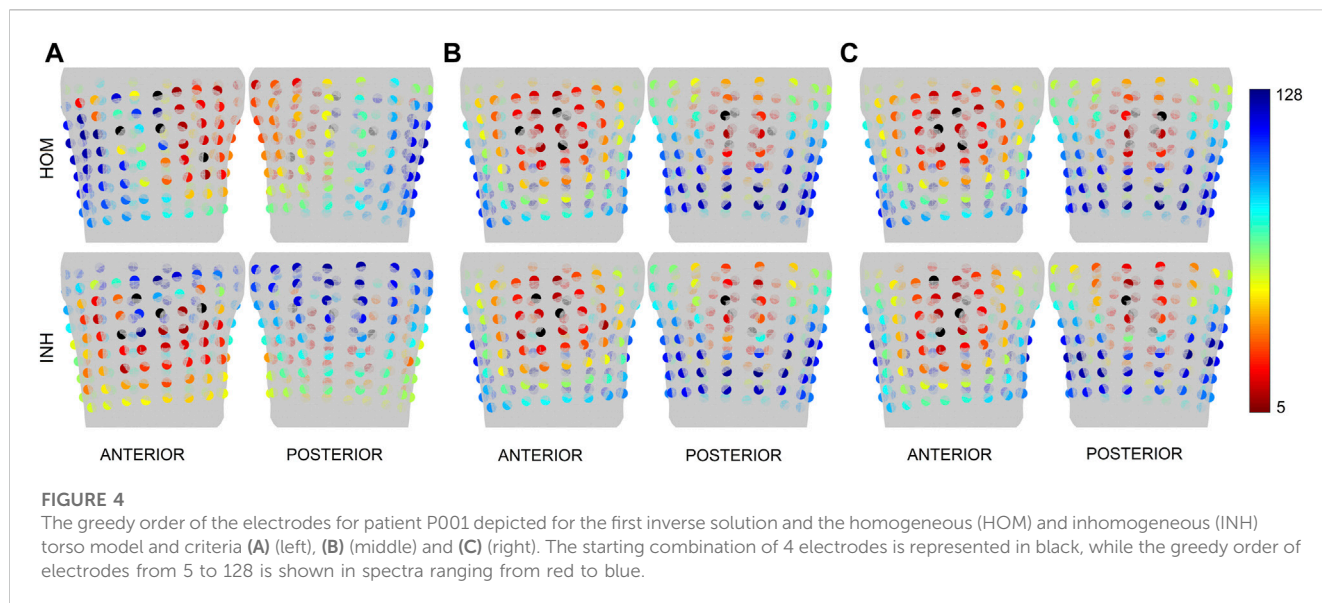 A
B
C
HOM
128
5
INH
ANTERIOR
POSTERIOR
ANTERIOR
POSTERIOR
ANTERIOR
POSTERIOR
FIGURE 4
The greedy order of the electrodes for patient P001 depicted for the first inverse solution and the homogeneous (HOM) and inhomogeneous (INH)
torso model and criteria (A) (left), (B) (middle) and (C) (right). The starting combination of 4 electrodes is represented in black, while the greedy order of
electrodes from 5 to 128 is shown in spectra ranging from red to blue.